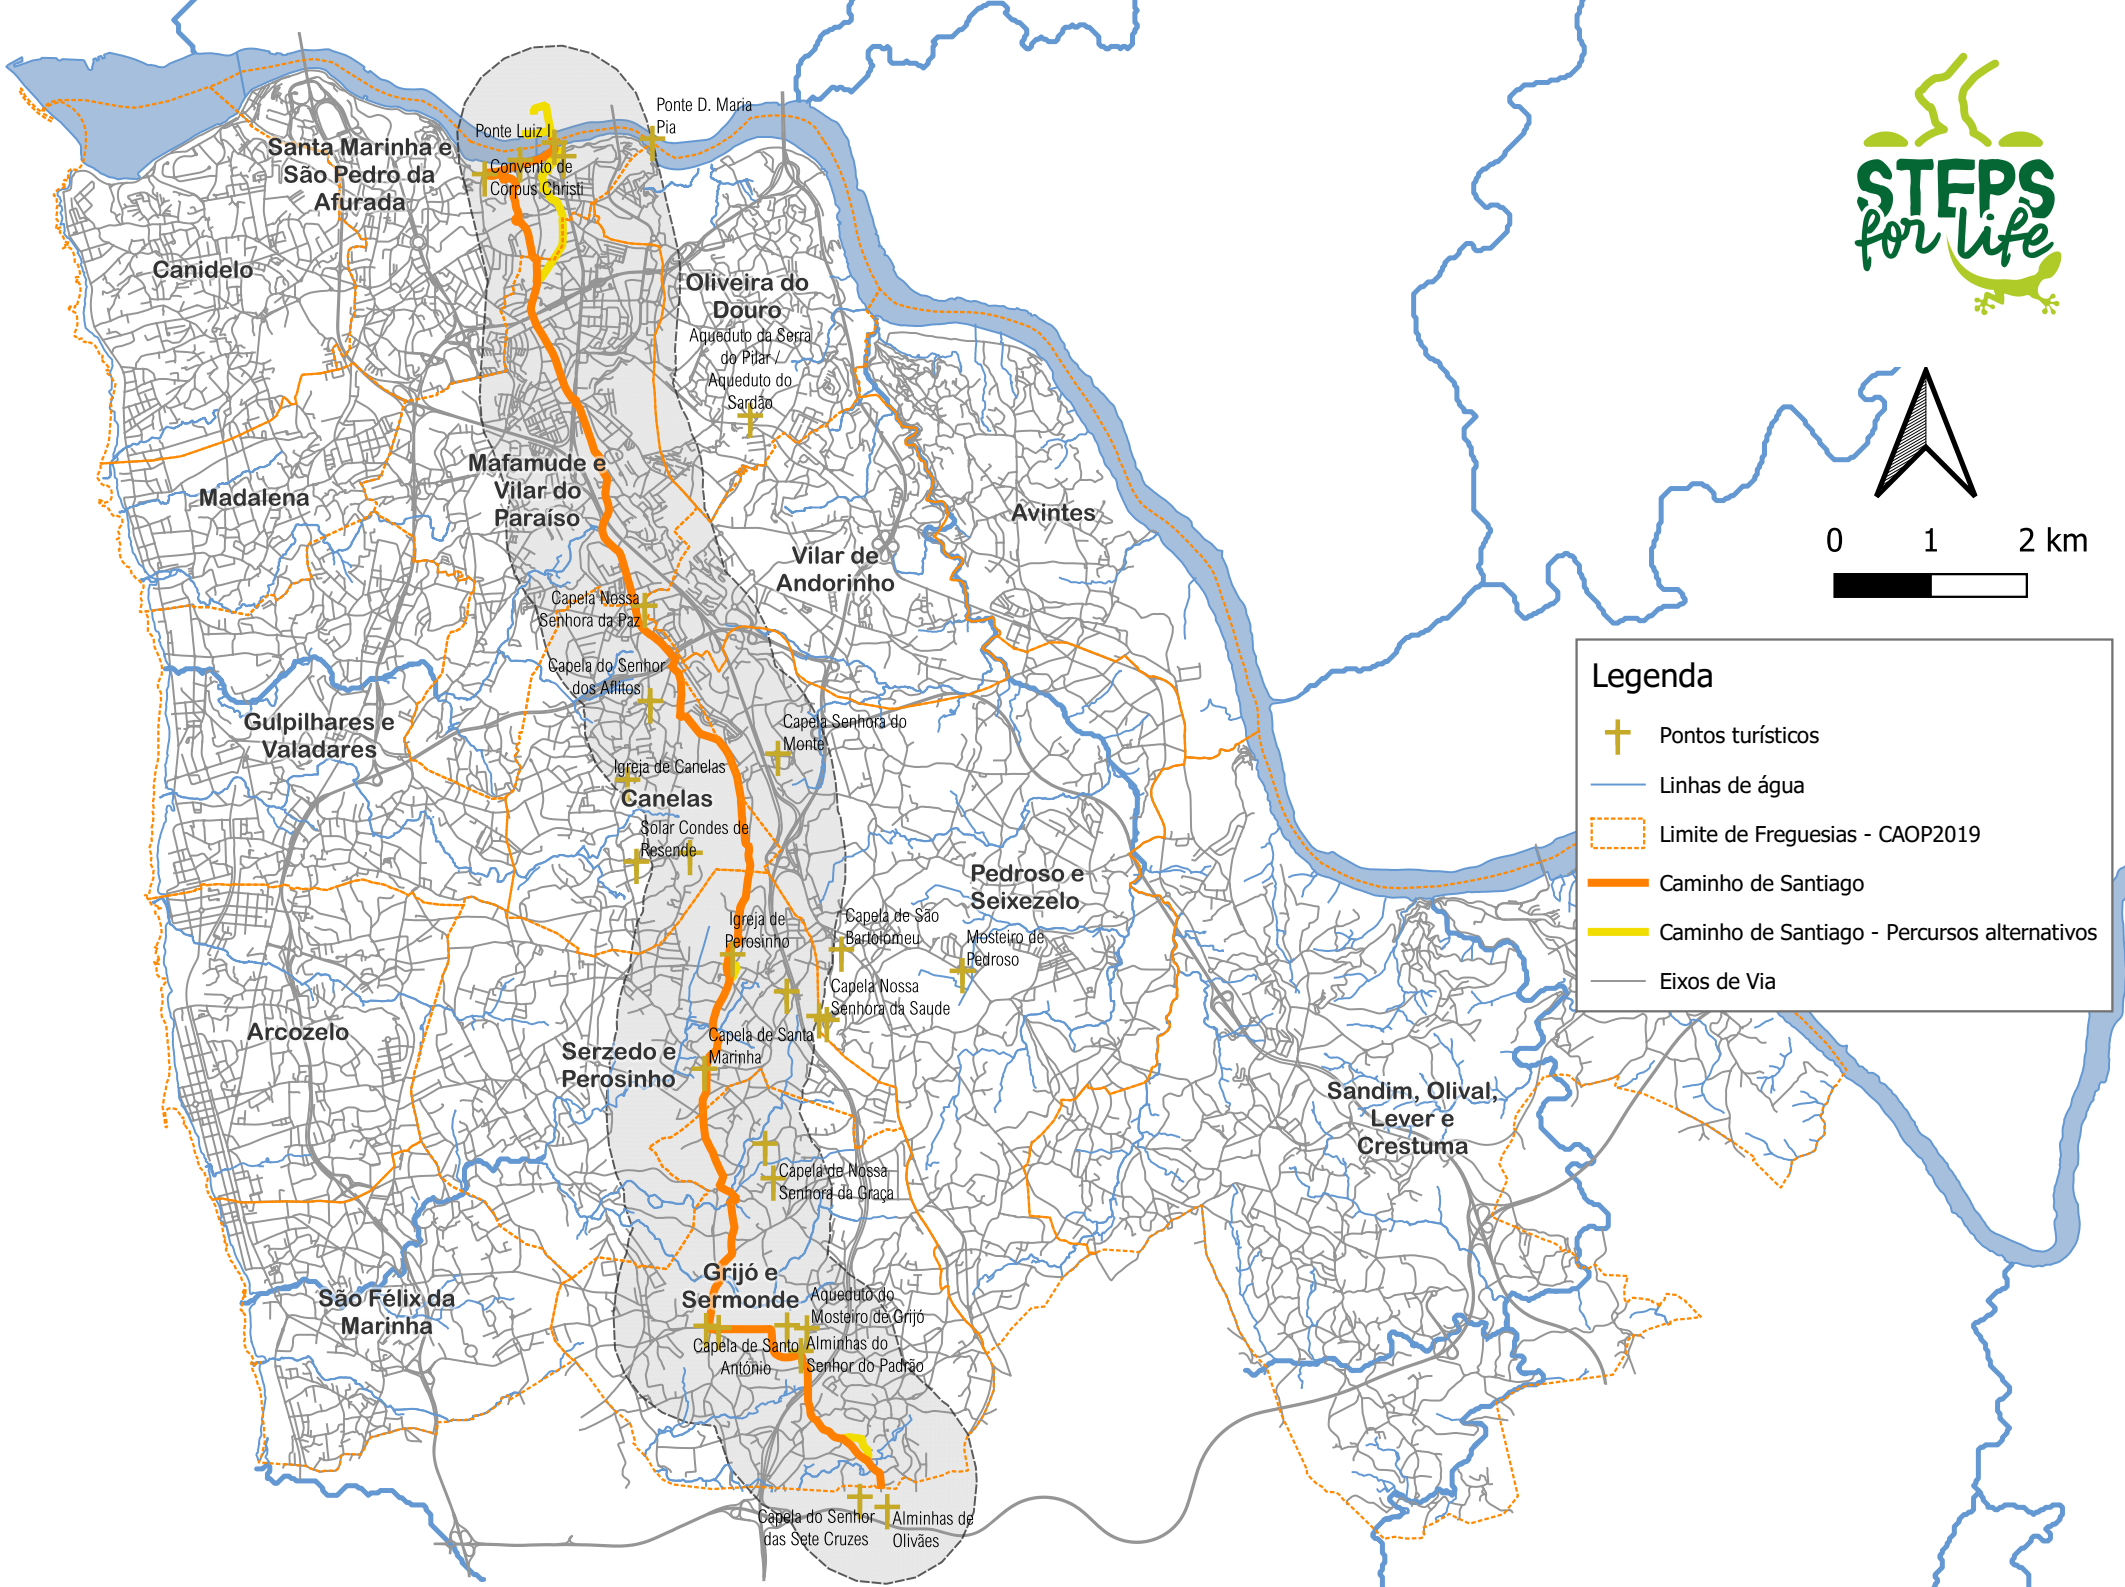 Ponte D. Maria
Pia
Ponte Luiz I
Santa Marinha e
São Pedro da
Afurada
Convento de
Corpus Christi
STEPS
for life
Canidelo
Oliveira do
Douro
Aqueduto da Serra
do Pilar /
Aqueduto do
Sardão
Mafamude e
Vilar do
Paraíso
Madalena
Avintes
0 1 2 km
Vilar de
Andorinho
Capela Nossa
Senhora da Paz
Capela do Senhor
dos Aflitos
Gulpilhares e
Valadares
Capela Senhora do
Monte
Igreja de Canelas
Canelas
Solar Condes de
Resende
Legenda
Pontos turísticos
Linhas de água
Limite de Freguesias - CAOP2019
Caminho de Santiago
Caminho de Santiago - Percursos alternativos
Eixos de Via
Pedroso e
Seixezelo
Igreja de
Perosinho
Capela de São
Bartolomeu
Mosteiro de
Pedroso
Capela Nossa
Senhora da Saude
Arcozelo
Capela de Santa
Marinha
Serzedo e
Perosinho
Sandim, Olival,
Lever e
Crestuma
Capela de Nossa
Senhora da Graça
Grijó e
Sermonde
Aqueduto do
Mosteiro de Grijó
São Félix da
Marinha
Capela de Santo
António
Alminhas do
Senhor do Padrão
Capela do Senhor
das Sete Cruzes
Alminhas de
Olivães